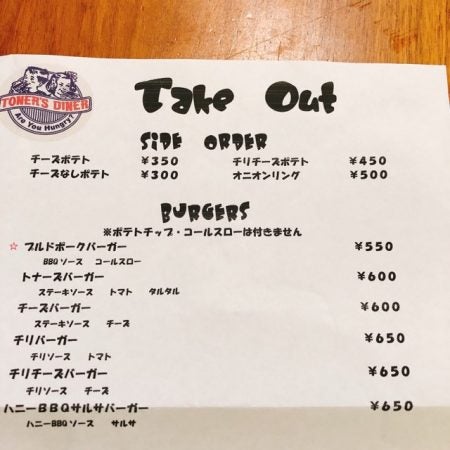 TONER'S DINER
Are You Hungry?
Take Out
SIDE ORDER
チーズポテト ¥350 チリチーズポテト ¥450
チーズなしポテト ¥300 オニオンリング ¥500
BURGERS
※ポテトチップ・コールスローは付きません
☆ プルドポークバーガー ¥550
BBQソース コールスロー
トナーズバーガー ¥600
ステーキソース トマト タルタル
チーズバーガー ¥600
ステーキソース チーズ
チリバーガー ¥650
チリソース トマト
チリチーズバーガー ¥650
チリソース チーズ
ハニーBBQサルサバーガー ¥650
ハニーBBQソース サルサ